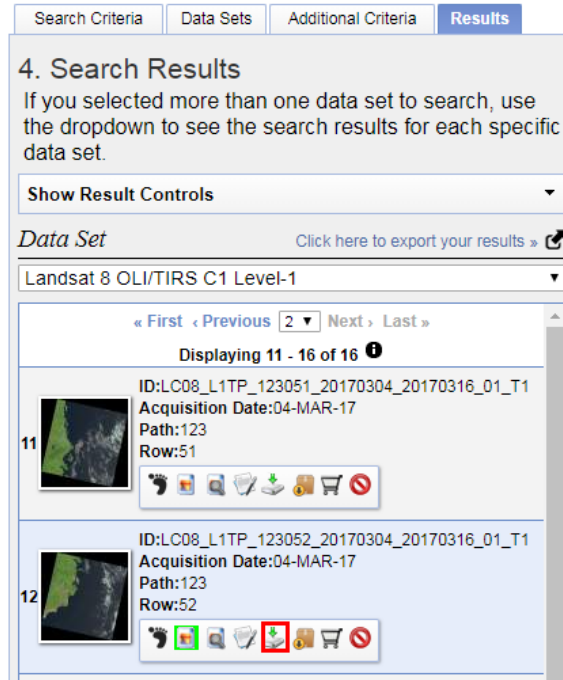 Search Criteria Data Sets Additional Criteria Results
4. Search Results
If you selected more than one data set to search, use
the dropdown to see the search results for each specific
data set.
Show Result Controls
Data Set Click here to export your results »
Landsat 8 OLI/TIRS C1 Level-1
« First ‹ Previous 2 Next › Last »
Displaying 11 - 16 of 16
ID:LC08_L1TP_123051_20170304_20170316_01_T1
Acquisition Date:04-MAR-17
Path:123
11
Row:51
ID:LC08_L1TP_123052_20170304_20170316_01_T1
Acquisition Date:04-MAR-17
Path:123
12
Row:52